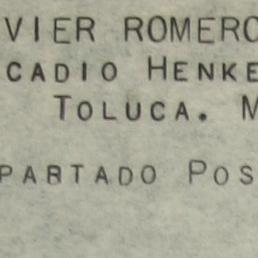 VIER ROMERO
CADIO HENKE
TOLUCA. M
PARTADO POS